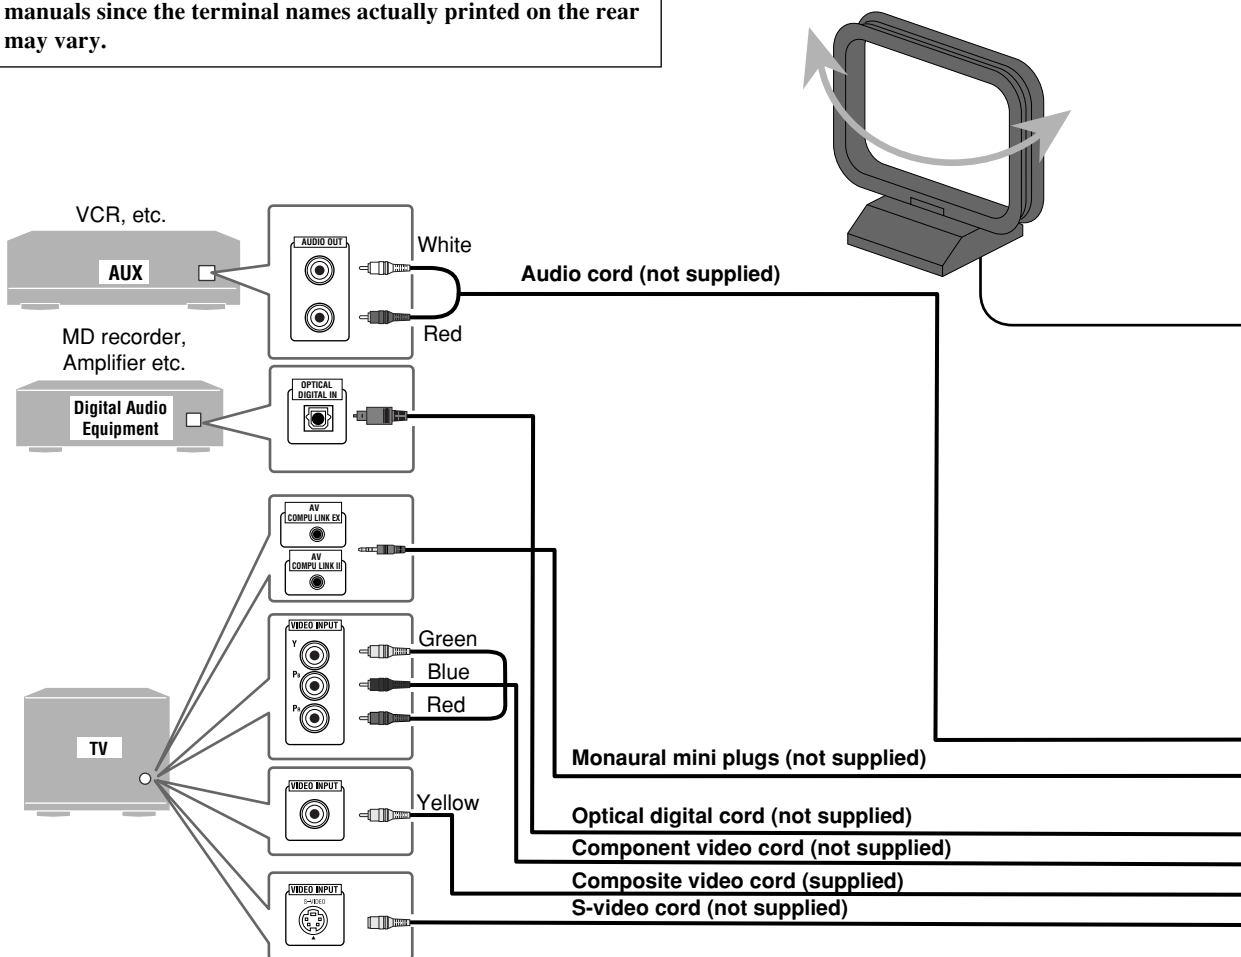 manuals since the terminal names actually printed on the rear
may vary.
VCR, etc.
AUX
AUDIO OUT
White
Red
Audio cord (not supplied)
MD recorder,
Amplifier etc.
Digital Audio
Equipment
OPTICAL
DIGITAL IN
AV
COMPU LINK EX
AV
COMPU LINK II
VIDEO INPUT
Y
PB
PR
Green
Blue
Red
TV
Monaural mini plugs (not supplied)
VIDEO INPUT
Yellow
Optical digital cord (not supplied)
Component video cord (not supplied)
Composite video cord (supplied)
S-video cord (not supplied)
VIDEO INPUT
S-VIDEO